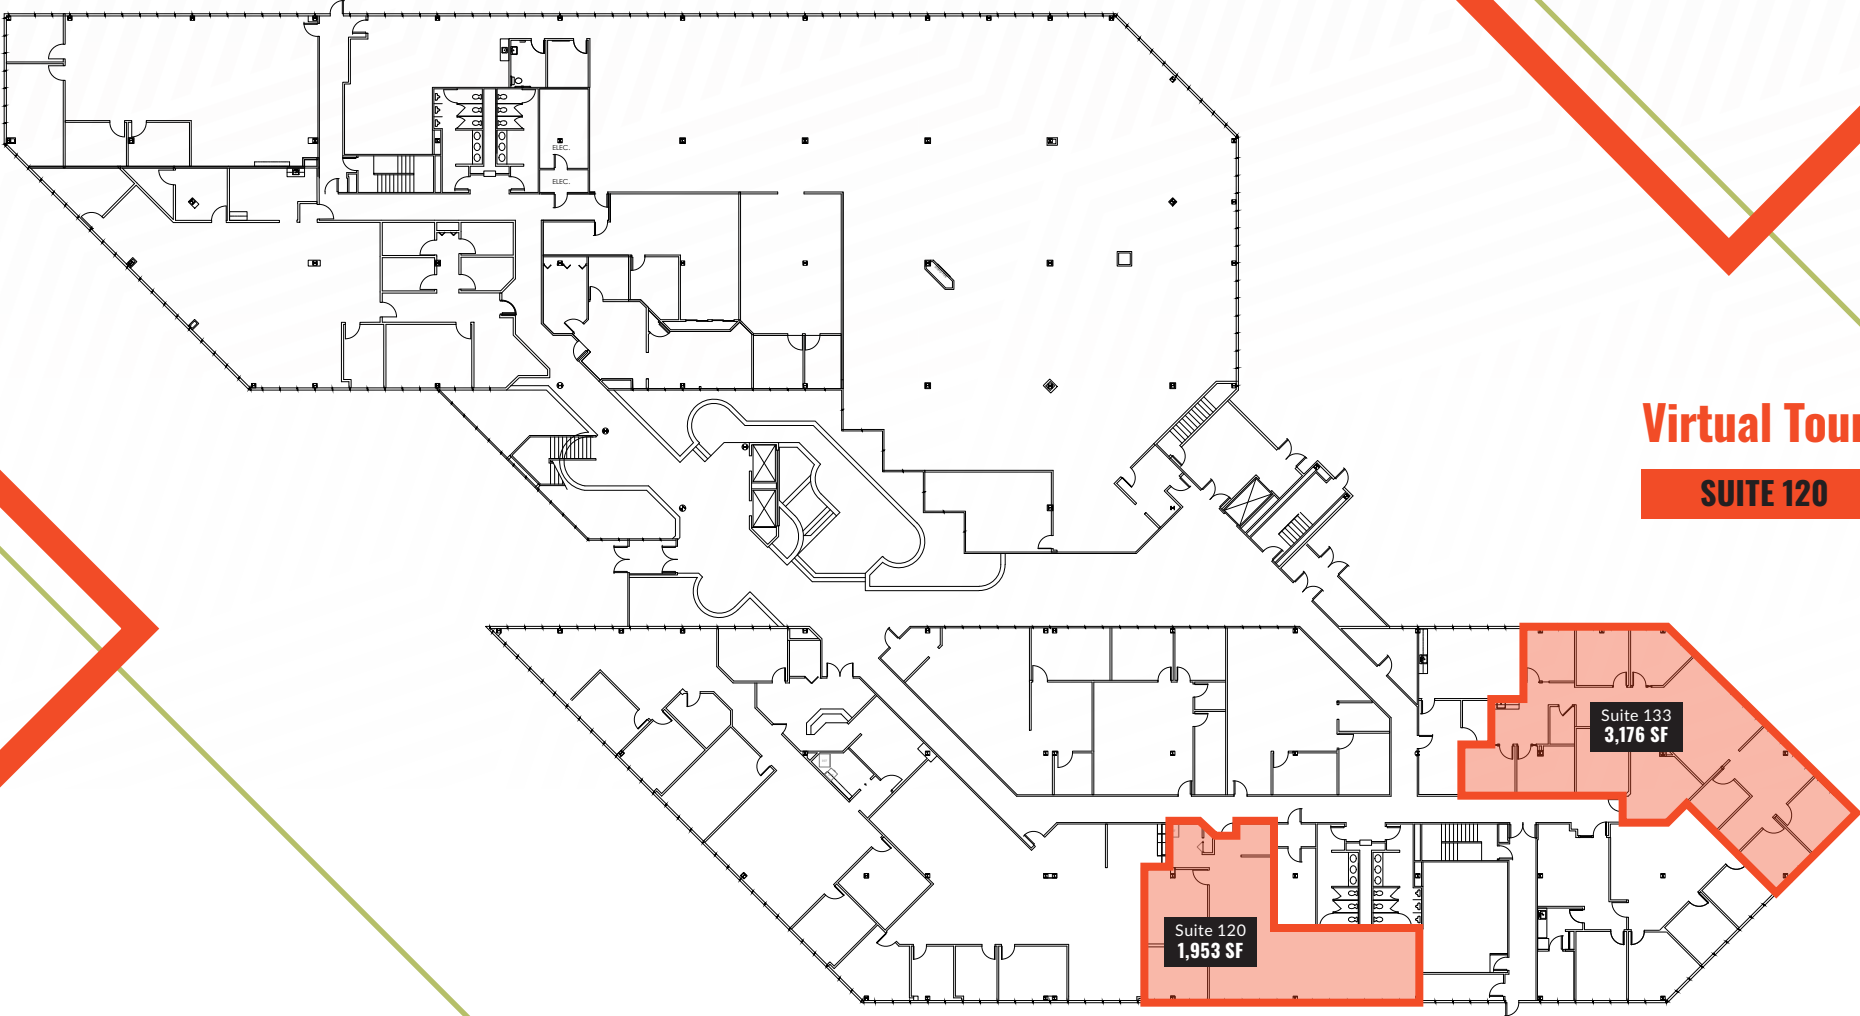 ELEC.
ELEC.
Virtual Tour
SUITE 120
Suite 133
3,176 SF
Suite 120
1,953 SF